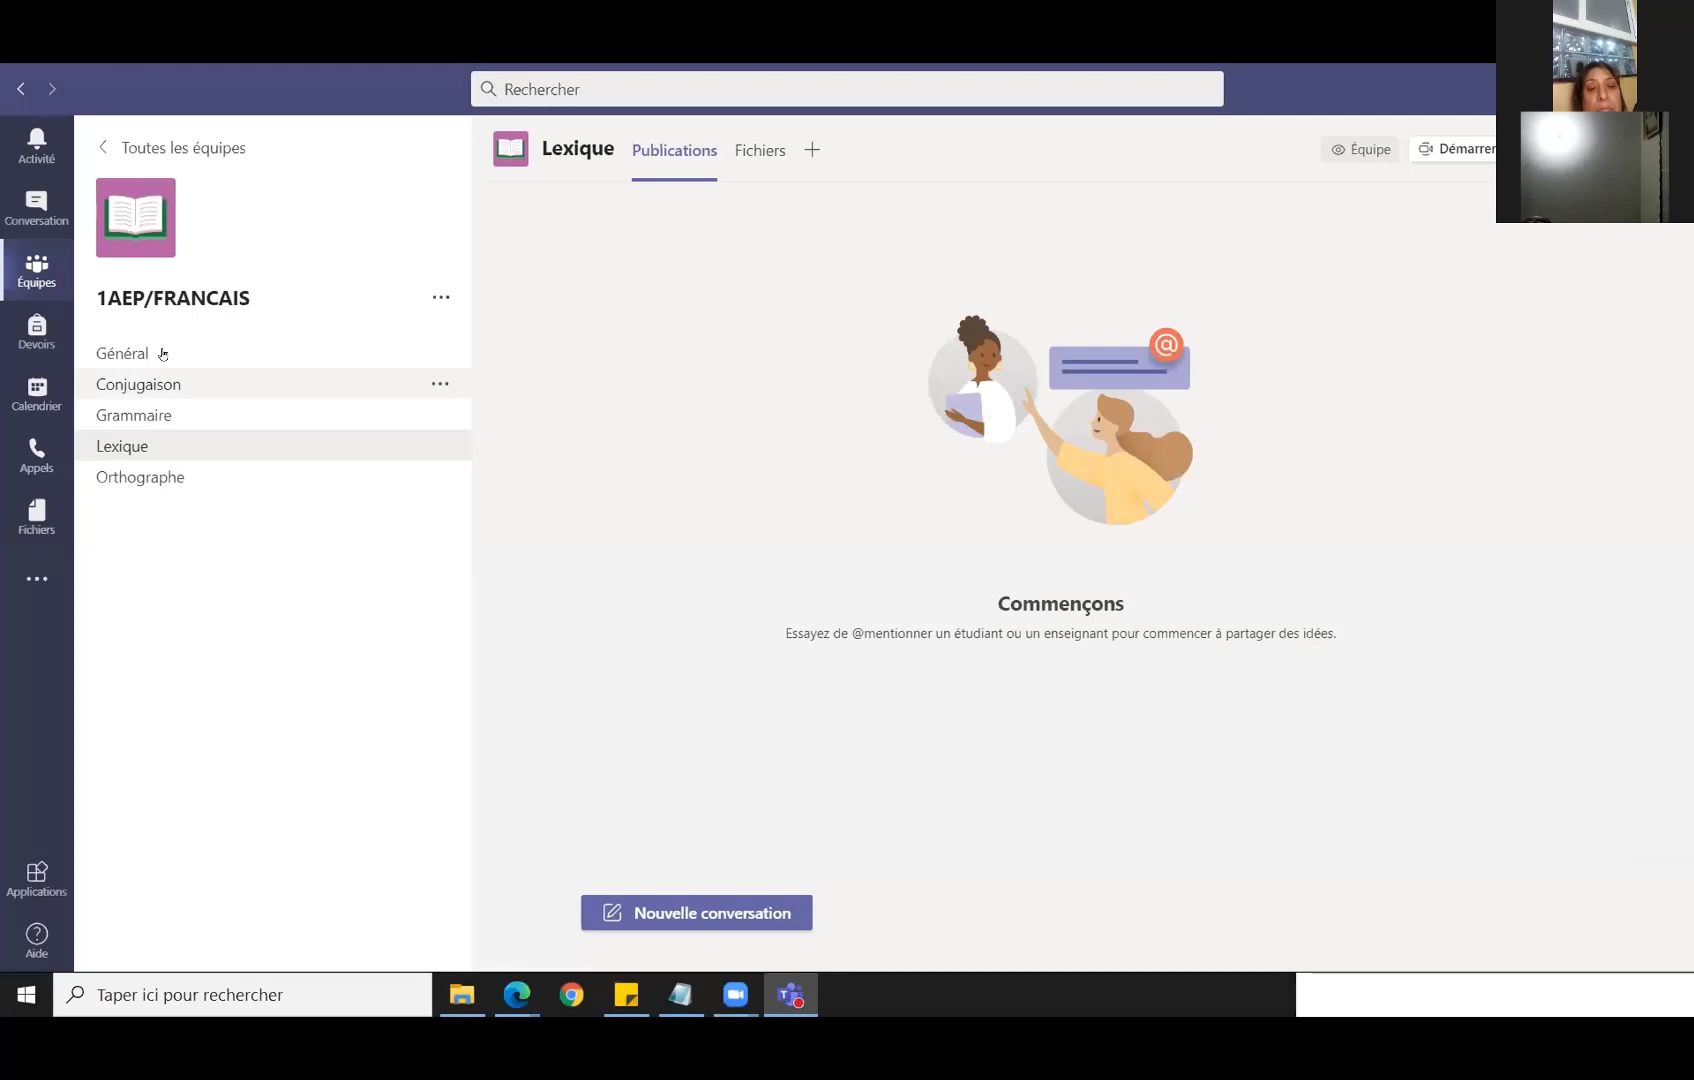 Rechercher
Activité
Conversation
Équipes
Devoirs
Calendrier
Appels
Fichiers
Applications
Aide
Toutes les équipes
1AEP/FRANCAIS
Général
Conjugaison
Grammaire
Lexique
Orthographe
Lexique Publications Fichiers
Équipe Démarrer
@
Commençons
Essayez de @mentionner un étudiant ou un enseignant pour commencer à partager des idées.
Nouvelle conversation
Taper ici pour rechercher